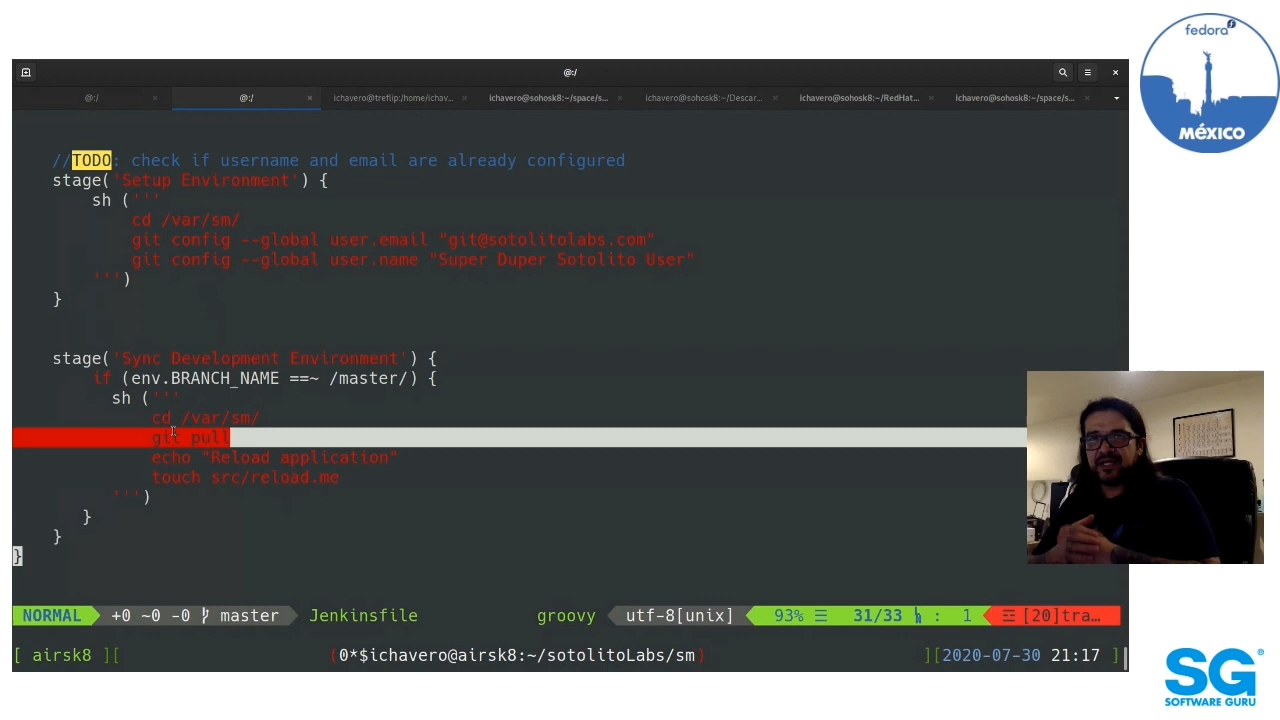 fedora
MéXICO
@:/
@:/
@:/
ichavero@treflip:/home/ichav...
ichavero@sohosk8:~/space/s...
ichavero@sohosk8:~/Descar...
ichavero@sohosk8:~/RedHat...
ichavero@sohosk8:~/space/s...
//TODO: check if username and email are already configured
stage('Setup Environment') {
sh ('''
cd /var/sm/
git config --global user.email "git@sotolitolabs.com"
git config --global user.name "Super Duper Sotolito User"
''')
}
stage('Sync Development Environment') {
if (env.BRANCH_NAME ==~ /master/) {
sh ('''
cd /var/sm/
git pull
echo "Reload application"
touch src/reload.me
''')
}
}
}
NORMAL +0 ~0 -0 master Jenkinsfile groovy utf-8[unix] 93% ☰ 31/33 : 1 ☲ [20]tra…
[ airsk8 ][ (0*$ichavero@airsk8:~/sotolitoLabs/sm) ][2020-07-30 21:17 ]
SG®
SOFTWARE GURU